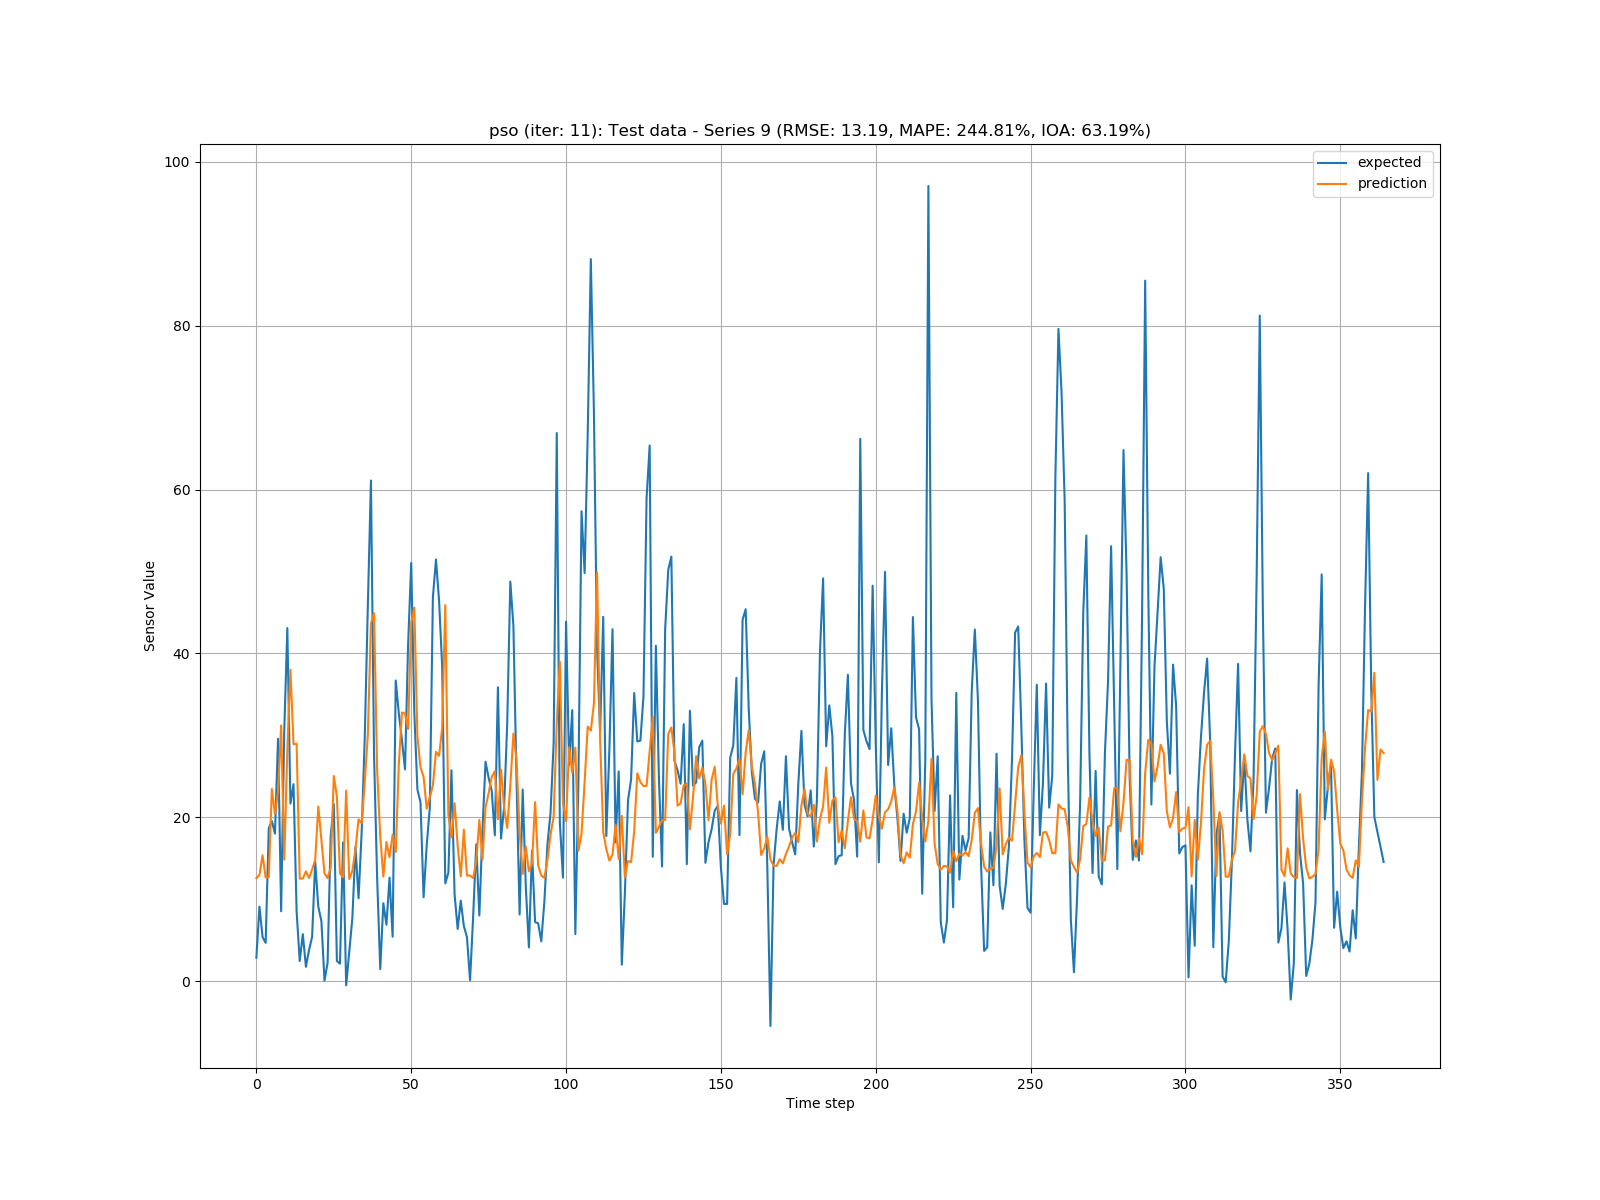 pso (iter: 11): Test data - Series 9 (RMSE: 13.19, MAPE: 244.81%, IOA: 63.19%)
expected
prediction
100
80
60
40
20
0
Sensor Value
0 50 100 150 200 250 300 350
Time step